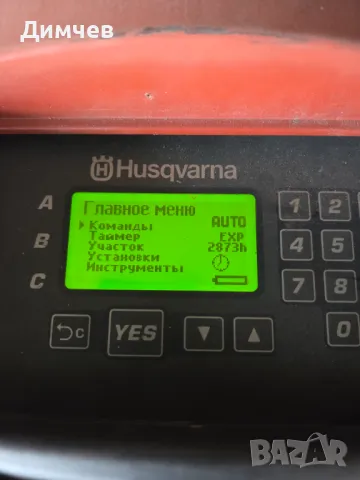 Димчев
Husqvarna
A
B
C
Главное меню
Команды AUTO
Таймер EXP
Участок 2873h
Установки
Инструменты
1 2
4 5
7 8
0
C YES
BAZAR